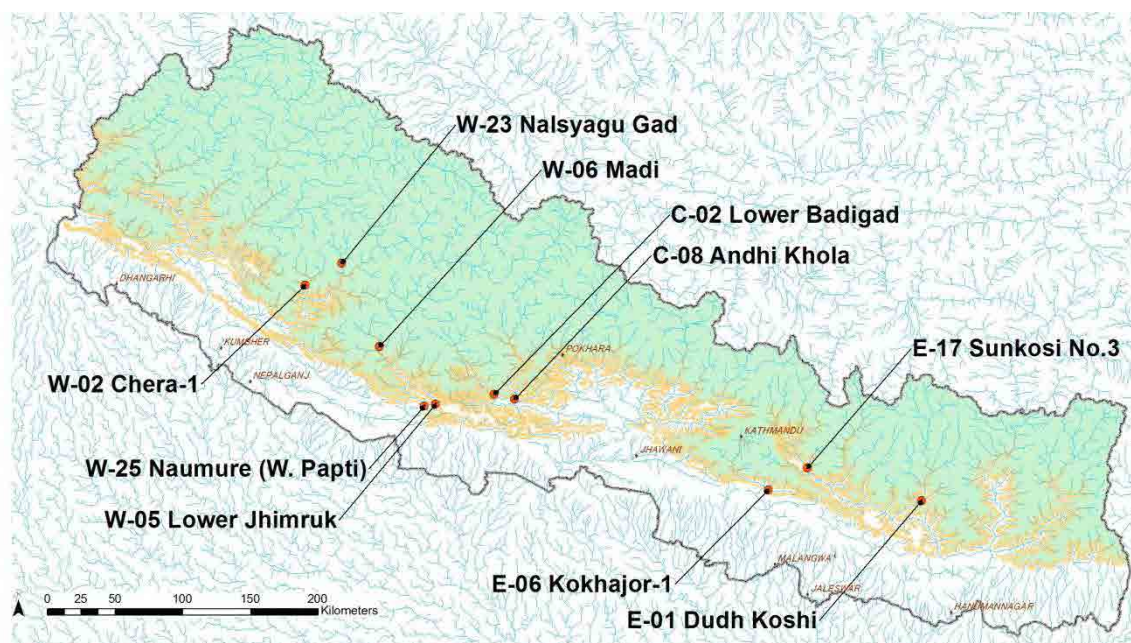 W-23 Nalsyagu Gad
W-06 Madi
C-02 Lower Badigad
C-08 Andhi Khola
DHANGARHI
KUMBHER
POKHARA
E-17 Sunkosi No.3
W-02 Chera-1
NEPALGANJ
KATHMANDU
JHAWANI
W-25 Naumure (W. Papti)
W-05 Lower Jhimruk
MALANGWA
E-06 Kokhajor-1
JALESWAR
HANUMANNAGAR
E-01 Dudh Koshi
0 50 100 150 200
Kilometers